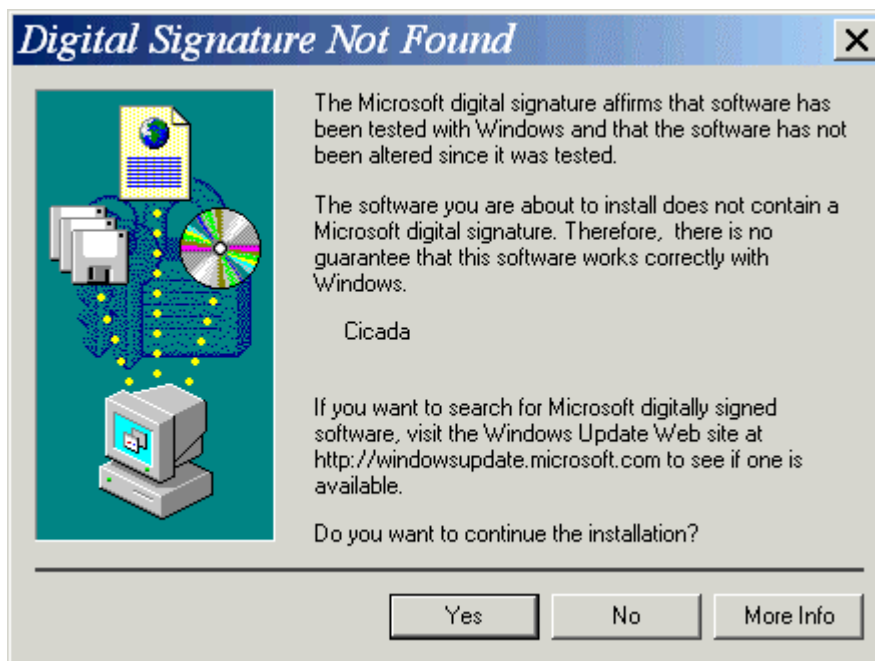 Digital Signature Not Found
The Microsoft digital signature affirms that software has
been tested with Windows and that the software has not
been altered since it was tested.
The software you are about to install does not contain a
Microsoft digital signature. Therefore,  there is no
guarantee that this software works correctly with
Windows.
Cicada
If you want to search for Microsoft digitally signed
software, visit the Windows Update Web site at
http://windowsupdate.microsoft.com to see if one is
available.
Do you want to continue the installation?
Yes No More Info